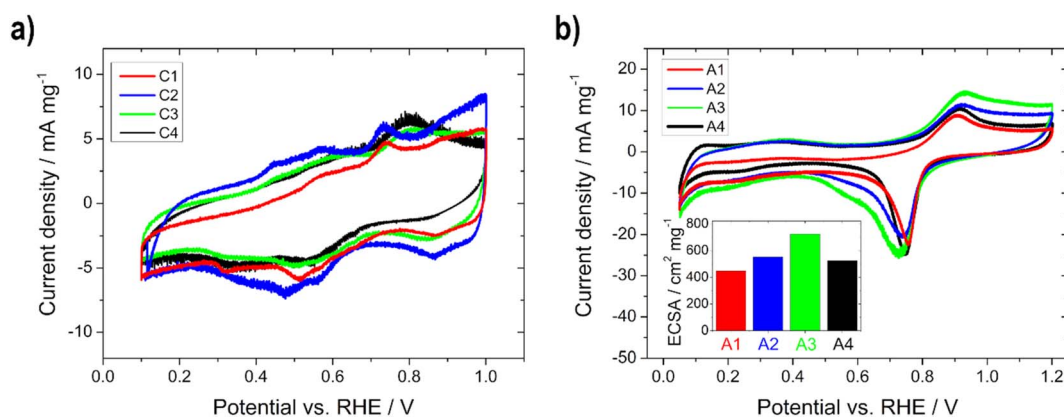 a)
Current density / mA mg⁻¹
10
5
0
-5
-10
C1
C2
C3
C4
0.0 0.2 0.4 0.6 0.8 1.0
Potential vs. RHE / V
b)
Current density / mA mg⁻¹
20
10
0
-10
-20
-30
-40
-50
A1
A2
A3
A4
ECSA / cm² mg⁻¹
800
600
400
200
0
A1 A2 A3 A4
0.0 0.2 0.4 0.6 0.8 1.0 1.2
Potential vs. RHE / V